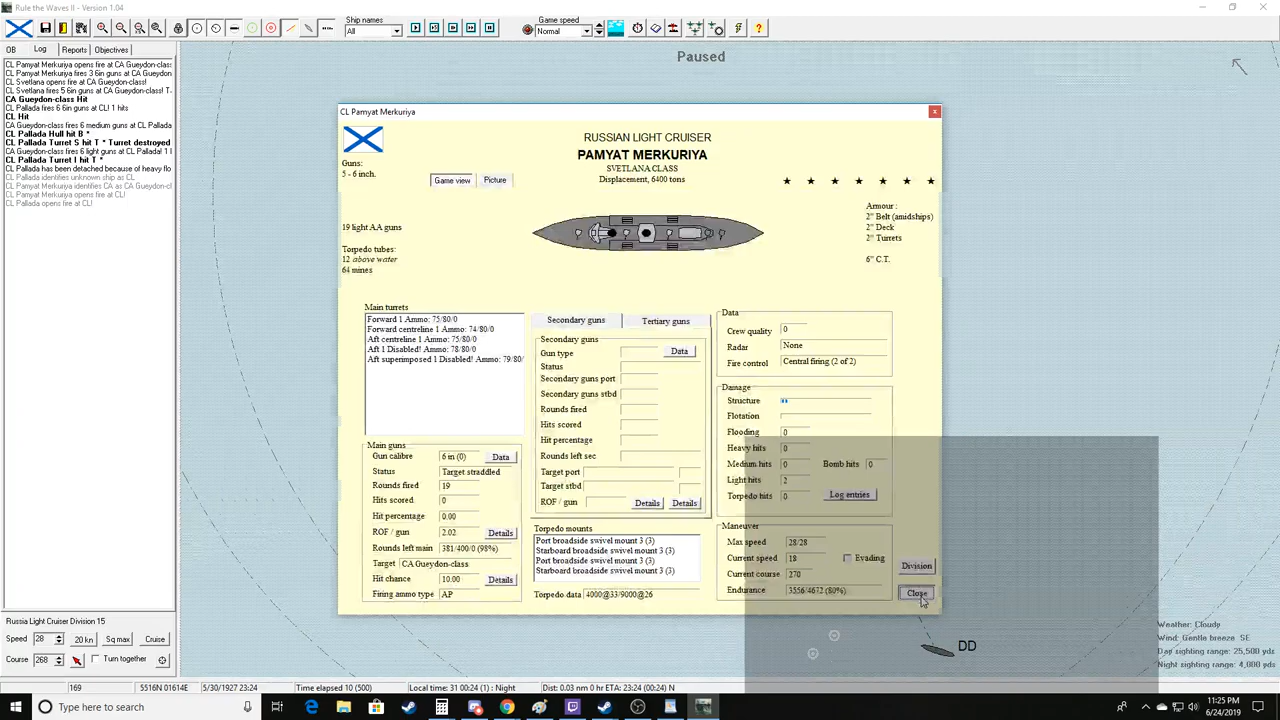 Rule the Waves II - Version 1.04
Ship names
All
Game speed
Normal
OB Log Reports Objectives
Paused
CL Pamyat Merkuriya opens fire at CA Gueydon-class
CL Pamyat Merkuriya fires 3 6in guns at CA Gueydon
CL Svetlana opens fire at CA Gueydon-class!
CL Svetlana fires 5 6in guns at CA Gueydon-class! T
CA Gueydon-class Hit
CL Pallada fires 6 6in guns at CL! 1 hits
CL Hit
CA Gueydon-class fires 6 medium guns at CL Pallada
CL Pallada Hull hit B *
CL Pallada Turret S hit T * Turret destroyed
CA Gueydon-class fires 6 light guns at CL Pallada! 1
CL Pallada Turret I hit T *
CL Pallada has been detached because of heavy flo
CL Pallada identifies unknown ship as CL
CL Pamyat Merkuriya identifies CA as CA Gueydon-cl
CL Pamyat Merkuriya opens fire at CL!
CL Pallada opens fire at CL!
CL Pamyat Merkuriya
RUSSIAN LIGHT CRUISER
PAMYAT MERKURIYA
SVETLANA CLASS
Displacement, 6400 tons
Guns:
5 - 6 inch.
Game view Picture
19 light AA guns
Torpedo tubes:
12 above water
64 mines
Armour:
2" Belt (amidships)
2" Deck
2" Turrets
6" C.T.
Main turrets
Forward 1 Ammo: 75/80/0
Forward centreline 1 Ammo: 74/80/0
Aft centreline 1 Ammo: 75/80/0
Aft 1 Disabled! Ammo: 78/80/0
Aft superimposed 1 Disabled! Ammo: 79/80/
Main guns
Gun calibre 6 in (0) Data
Status Target straddled
Rounds fired 19
Hits scored 0
Hit percentage 0.00
ROF / gun 2.02 Details
Rounds left main 381/400/0 (98%)
Target CA Gueydon-class
Hit chance 10.00 Details
Firing ammo type AP
Secondary guns Tertiary guns
Secondary guns
Gun type Data
Status
Secondary guns port
Secondary guns stbd
Rounds fired
Hits scored
Hit percentage
Rounds left sec
Target port
Target stbd
ROF / gun Details Details
Torpedo mounts
Port broadside swivel mount 3 (3)
Starboard broadside swivel mount 3 (3)
Port broadside swivel mount 3 (3)
Starboard broadside swivel mount 3 (3)
Torpedo data 4000@33/9000@26
Data
Crew quality 0
Radar None
Fire control Central firing (2 of 2)
Damage
Structure
Flotation
Flooding 0
Heavy hits 0
Medium hits 0 Bomb hits 0
Light hits 2
Torpedo hits 0 Log entries
Maneuver
Max speed 28/28
Current speed 18 Evading
Current course 270
Endurance 3556/4672 (80%)
Division
Close
DD
Weather: Cloudy
Wind: Gentle breeze SE
Day sighting range: 25,500 yds
Night sighting range: 4,000 yds
Russia Light Cruiser Division 15
Speed 28 20 kn Sq max Cruise
Course 268 Turn together
169 5516N 01614E 5/30/1927 23:24 Time elapsed 10 (500) Local time: 31 00:24 (1) : Night Dist: 0.03 nm 0 hr ETA: 23:24 (00:24) N
Type here to search
11:25 PM
6/24/2019